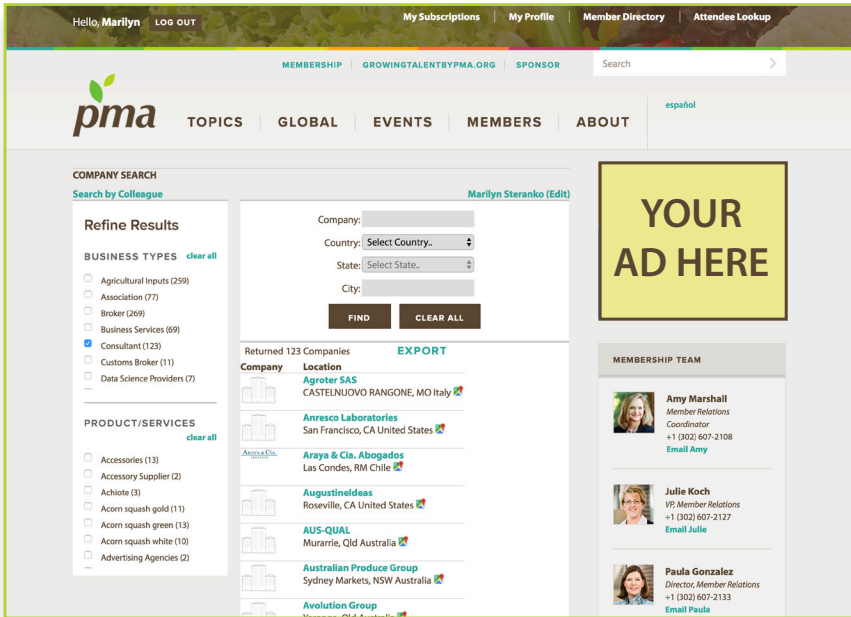 Hello, Marilyn LOG OUT
My Subscriptions My Profile Member Directory Attendee Lookup
MEMBERSHIP GROWINGTALENTBYPMA.ORG SPONSOR
Search
pma
español
TOPICS GLOBAL EVENTS MEMBERS ABOUT
COMPANY SEARCH
Search by Colleague
Marilyn Steranko (Edit)
Refine Results
BUSINESS TYPES clear all
Agricultural Inputs (259)
Association (77)
Broker (269)
Business Services (69)
Consultant (123)
Customs Broker (11)
Data Science Providers (7)
PRODUCT/SERVICES
clear all
Accessories (13)
Accessory Supplier (2)
Achiote (3)
Acorn squash gold (11)
Acorn squash green (13)
Acorn squash white (10)
Advertising Agencies (2)
Company:
Country: Select Country..
State: Select State..
City:
FIND CLEAR ALL
Returned 123 Companies EXPORT
Company Location
Agroter SAS
CASTELNUOVO RANGONE, MO Italy
Anresco Laboratories
San Francisco, CA United States
ARAYA & CIA.
Araya & Cia. Abogados
Las Condes, RM Chile
AugustineIdeas
Roseville, CA United States
AUS-QUAL
Murarrie, Qld Australia
Australian Produce Group
Sydney Markets, NSW Australia
Avolution Group
YOUR
AD HERE
MEMBERSHIP TEAM
Amy Marshall
Member Relations
Coordinator
+1 (302) 607-2108
Email Amy
Julie Koch
VP, Member Relations
+1 (302) 607-2127
Email Julie
Paula Gonzalez
Director, Member Relations
+1 (302) 607-2133
Email Paula